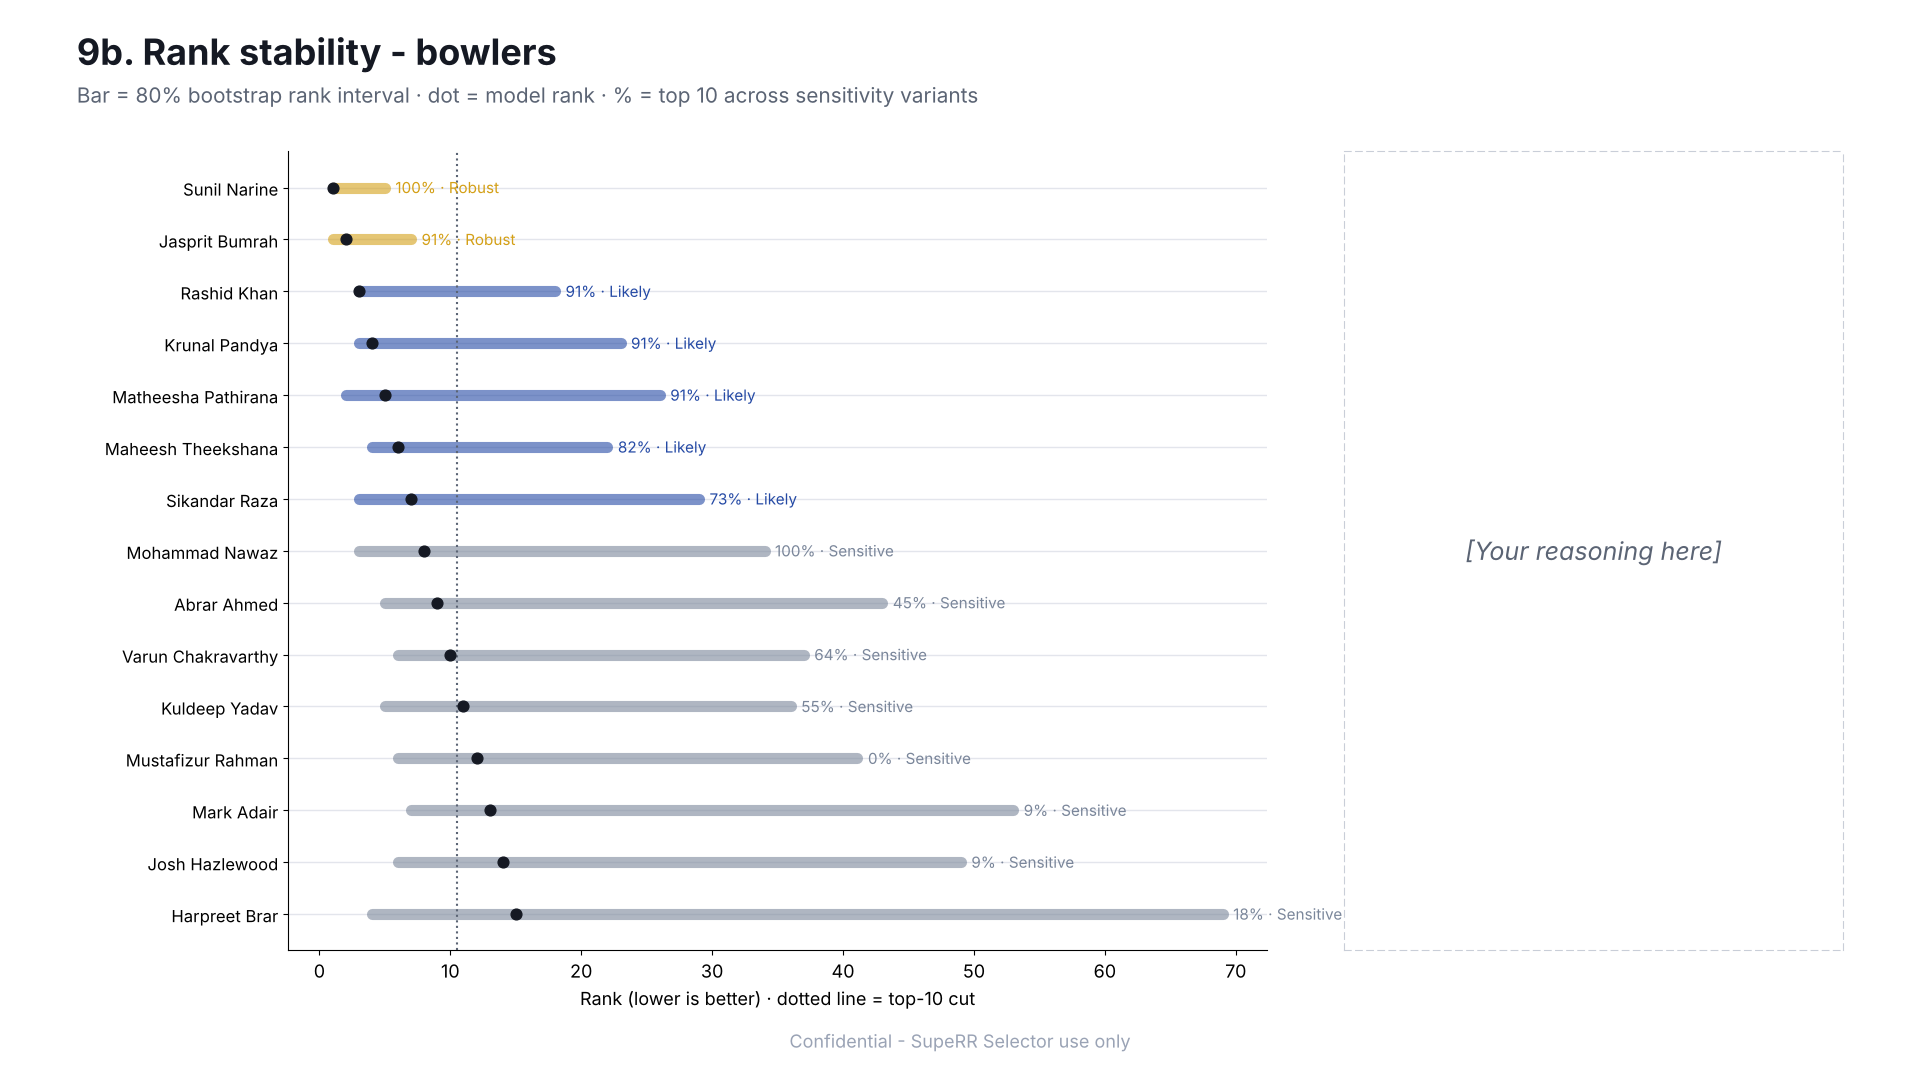 9b. Rank stability - bowlers
Bar = 80% bootstrap rank interval · dot = model rank · % = top 10 across sensitivity variants
Sunil Narine 100% · Robust
Jasprit Bumrah 91% · Robust
Rashid Khan 91% · Likely
Krunal Pandya 91% · Likely
Matheesha Pathirana 91% · Likely
Maheesh Theekshana 82% · Likely
Sikandar Raza 73% · Likely
Mohammad Nawaz 100% · Sensitive
[Your reasoning here]
Abrar Ahmed 45% · Sensitive
Varun Chakravarthy 64% · Sensitive
Kuldeep Yadav 55% · Sensitive
Mustafizur Rahman 0% · Sensitive
Mark Adair 9% · Sensitive
Josh Hazlewood 9% · Sensitive
Harpreet Brar 18% · Sensitive
0 10 20 30 40 50 60 70
Rank (lower is better) · dotted line = top-10 cut
Confidential - SupeRR Selector use only